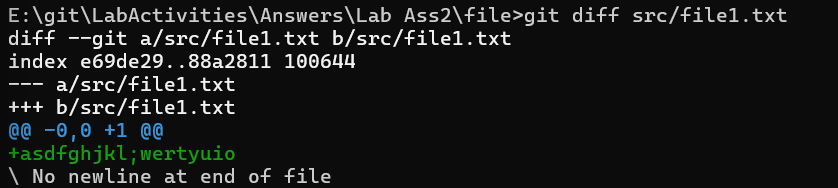 E:\git\LabActivities\Answers\Lab Ass2\file>git diff src/file1.txt
diff --git a/src/file1.txt b/src/file1.txt
index e69de29..88a2811 100644
--- a/src/file1.txt
+++ b/src/file1.txt
@@ -0,0 +1 @@
+asdfghjkl;wertyuio
\ No newline at end of file